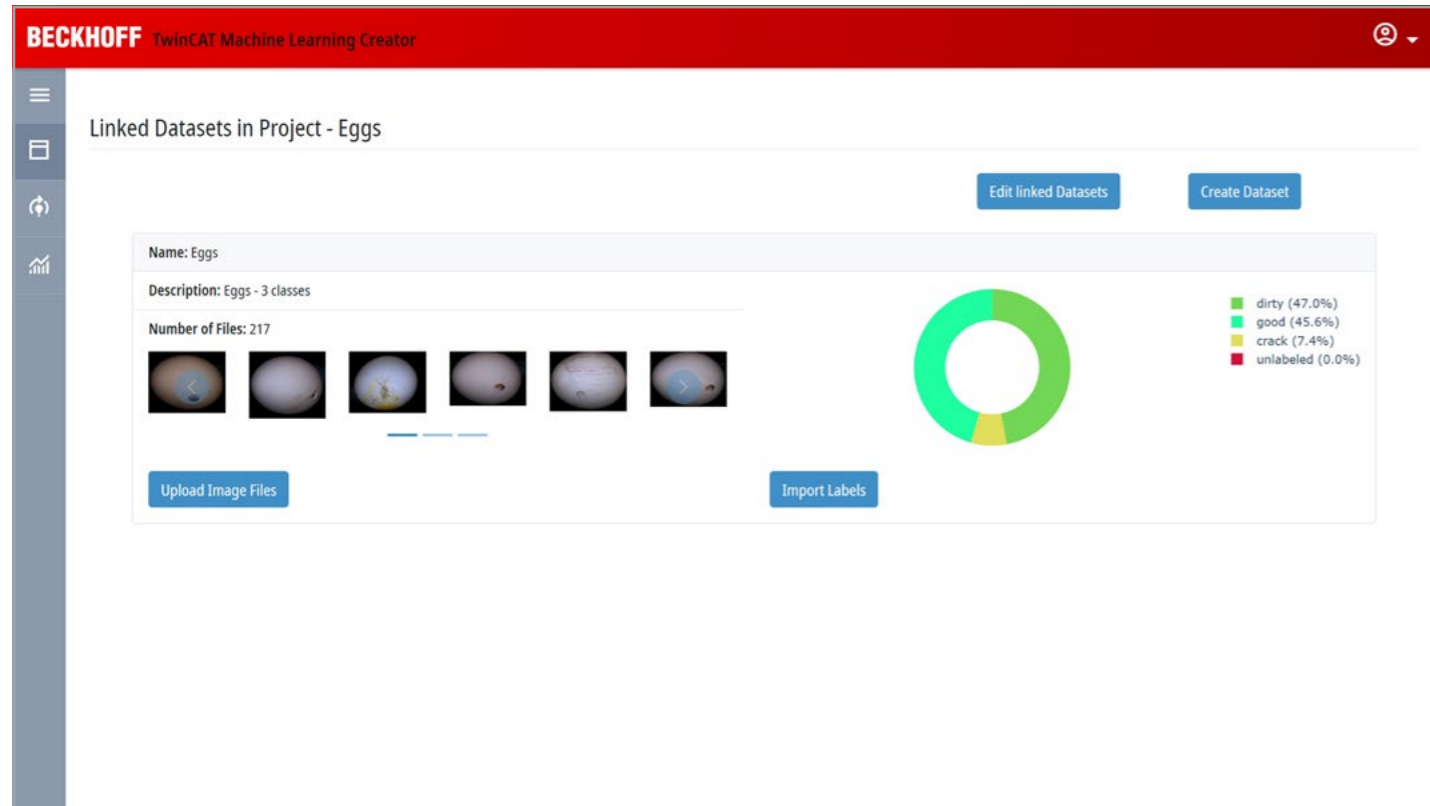 BECKHOFF TwinCAT Machine Learning Creator
Linked Datasets in Project - Eggs
Edit linked Datasets
Create Dataset
Name: Eggs
Description: Eggs - 3 classes
Number of Files: 217
dirty (47.0%)
good (45.6%)
crack (7.4%)
unlabeled (0.0%)
Upload Image Files
Import Labels